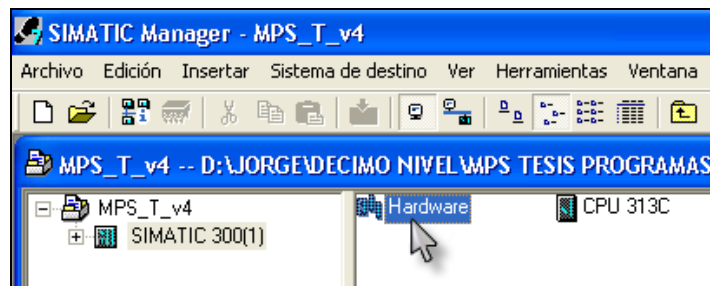 SIMATIC Manager - MPS_T_v4
Archivo Edición Insertar Sistema de destino Ver Herramientas Ventana
MPS_T_v4 -- D:\JORGE\DECIMO NIVEL\MPS TESIS PROGRAMAS
MPS_T_v4 Hardware CPU 313C
SIMATIC 300(1)